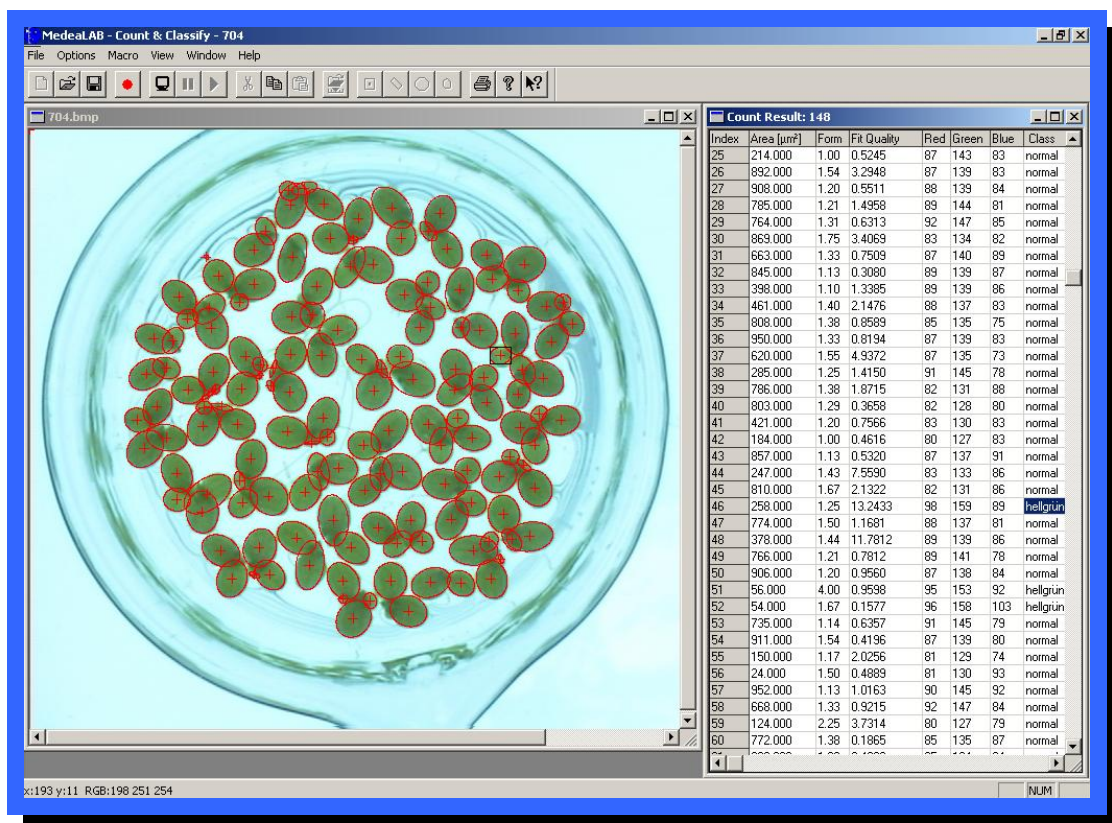 MedeaLAB - Count & Classify - 704
File Options Macro View Window Help
704.bmp
Count Result: 148
Index Area [µm²] Form Fit Quality Red Green Blue Class
25 214.000 1.00 0.5245 87 143 83 normal
26 892.000 1.54 3.2948 87 139 83 normal
27 908.000 1.20 0.5511 88 139 84 normal
28 785.000 1.21 1.4958 89 144 81 normal
29 764.000 1.31 0.6313 92 147 85 normal
30 869.000 1.75 3.4069 83 134 82 normal
31 663.000 1.33 0.7509 87 140 89 normal
32 845.000 1.13 0.3080 89 139 87 normal
33 398.000 1.10 1.3385 89 139 86 normal
34 461.000 1.40 2.1476 88 137 83 normal
35 808.000 1.38 0.8589 85 135 75 normal
36 950.000 1.33 0.8194 87 139 83 normal
37 620.000 1.55 4.9372 87 135 73 normal
38 285.000 1.25 1.4150 91 145 78 normal
39 786.000 1.38 1.8715 82 131 88 normal
40 803.000 1.29 0.3658 82 128 80 normal
41 421.000 1.20 0.7566 83 130 83 normal
42 184.000 1.00 0.4616 80 127 83 normal
43 857.000 1.13 0.5320 87 137 91 normal
44 247.000 1.43 7.5590 83 133 86 normal
45 810.000 1.67 2.1322 82 131 86 normal
46 258.000 1.25 13.2433 98 159 89 hellgrün
47 774.000 1.50 1.1681 88 137 81 normal
48 378.000 1.44 11.7812 89 139 86 normal
49 766.000 1.21 0.7812 89 141 78 normal
50 906.000 1.20 0.9560 87 138 84 normal
51 56.000 4.00 0.9598 95 153 92 hellgrün
52 54.000 1.67 0.1577 96 158 103 hellgrün
53 735.000 1.14 0.6357 91 145 79 normal
54 911.000 1.54 0.4196 87 139 80 normal
55 150.000 1.17 2.0256 81 129 74 normal
56 24.000 1.50 0.4889 81 130 93 normal
57 952.000 1.13 1.0163 90 145 92 normal
58 668.000 1.33 0.9215 92 147 84 normal
59 124.000 2.25 3.7314 80 127 79 normal
60 772.000 1.38 0.1865 85 135 87 normal
x:193 y:11 RGB:198 251 254
NUM